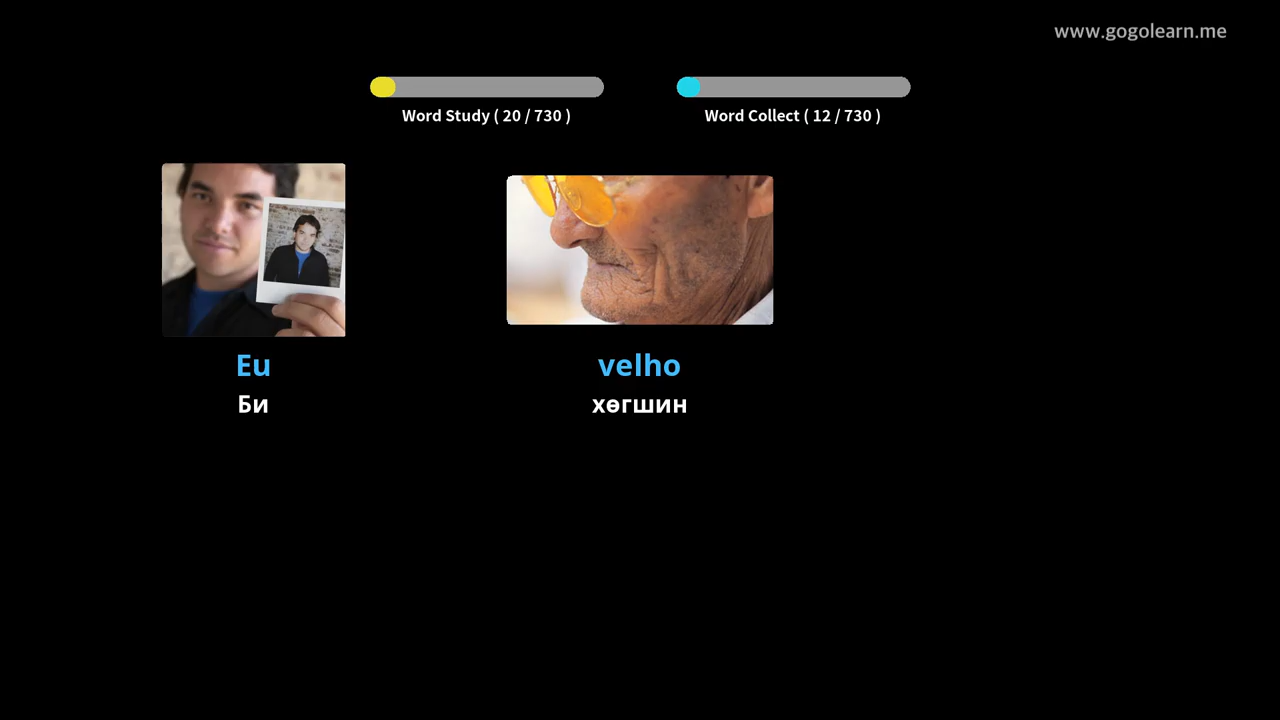 www.gogolearn.me
Word Study ( 20 / 730 )
Word Collect ( 12 / 730 )
Eu
Би
velho
хөгшин